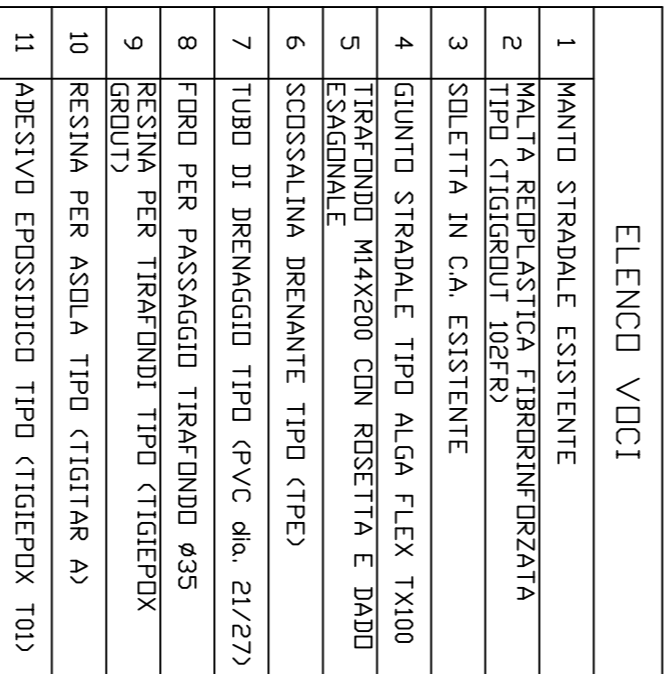 ELENCO VOCI
1 MANTO STRADALE ESISTENTE
2 MALTA REOPLASTICA FIBRORINFORZATA
TIPO (TIGIGROUT 102FR)
3 SOLETTA IN C.A. ESISTENTE
4 GIUNTO STRADALE TIPO ALGA FLEX TX100
5 TIRAFONDO M14X200 CON ROSETTA E DADO
ESAGONALE
6 SCOSSALINA DRENANTE TIPO (TPE)
7 TUBO DI DRENAGGIO TIPO (PVC dia. 21/27)
8 FORO PER PASSAGGIO TIRAFONDO ø35
9 RESINA PER TIRAFONDI TIPO (TIGIEPOX
GROUT)
10 RESINA PER ASOLA TIPO (TIGITAR A)
11 ADESIVO EPOSSIDICO TIPO (TIGIEPOX T01)